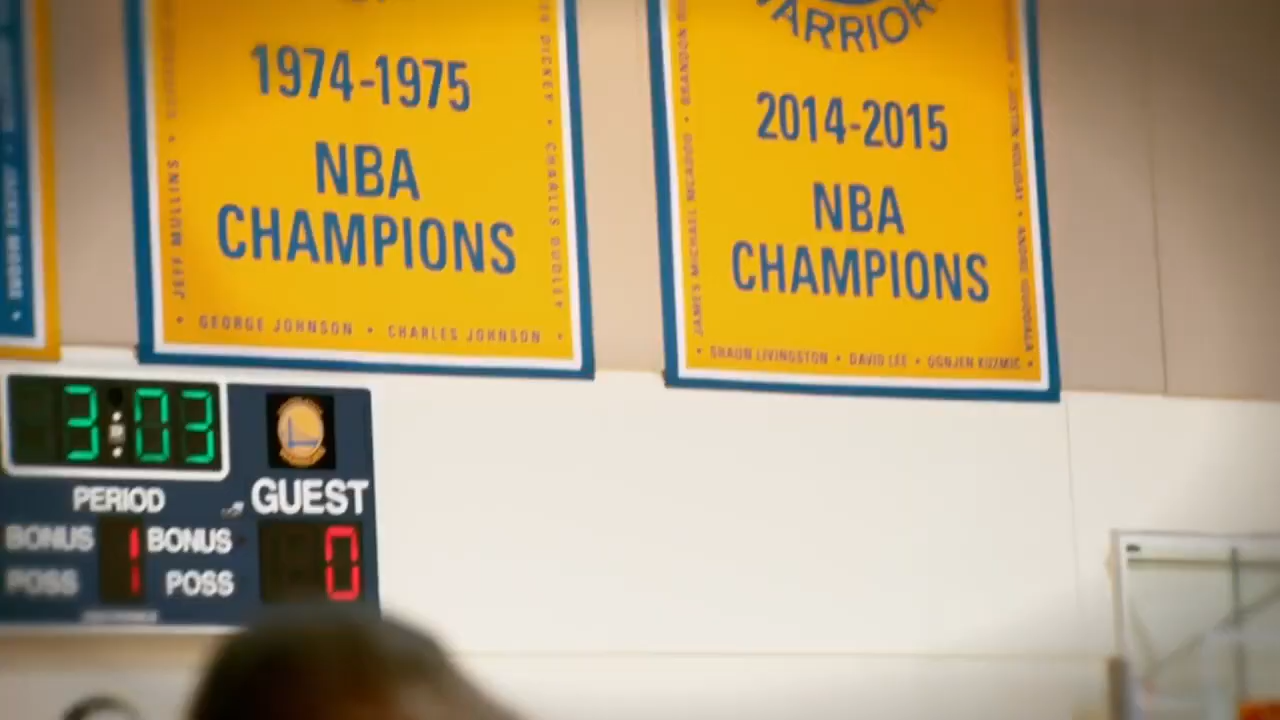 WARRIORS
1974-1975
NBA
CHAMPIONS
JEFF MULLINS •
DICKEY • CHARLES DUDLEY
• GEORGE JOHNSON • CHARLES JOHNSON •
2014-2015
NBA
CHAMPIONS
JAMES MICHAEL MCADOO • BRANDON
• JUSTIN HOLIDAY • ANDRE IGUODALA
• SHAUN LIVINGSTON • DAVID LEE • OGNJEN KUZMIC •
3:03
PERIOD
GUEST
BONUS 1 BONUS
POSS POSS
0